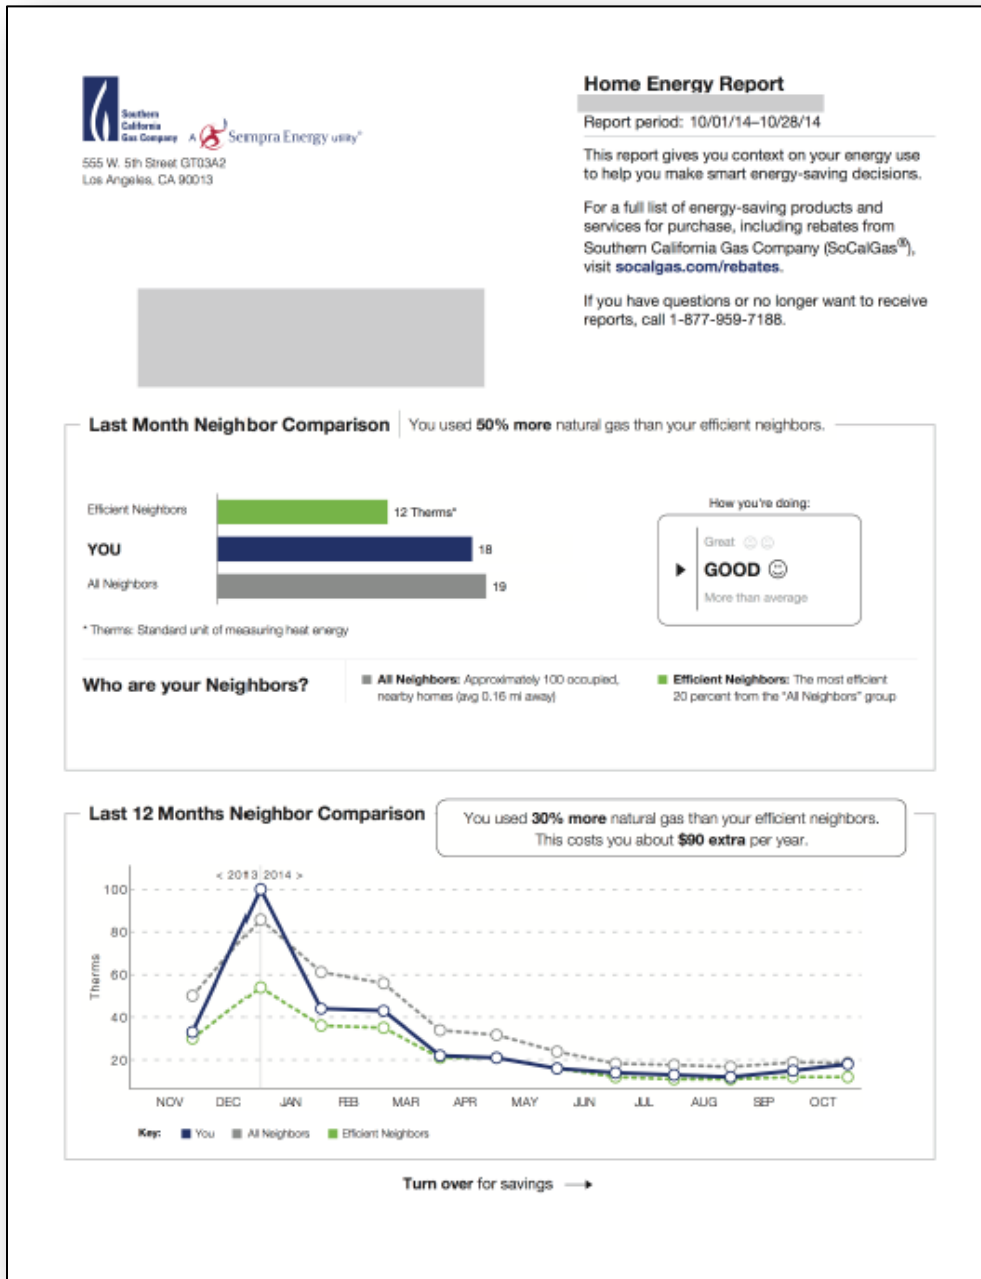 Southern
California
Gas Company
A Sempra Energy utility®
555 W. 5th Street GT03A2
Los Angeles, CA 90013
Home Energy Report
Report period: 10/01/14–10/28/14
This report gives you context on your energy use
to help you make smart energy-saving decisions.
For a full list of energy-saving products and
services for purchase, including rebates from
Southern California Gas Company (SoCalGas®),
visit socalgas.com/rebates.
If you have questions or no longer want to receive
reports, call 1-877-959-7188.
Last Month Neighbor Comparison
You used 50% more natural gas than your efficient neighbors.
Efficient Neighbors
12 Therms*
YOU
18
All Neighbors
19
* Therms: Standard unit of measuring heat energy
How you're doing:
Great
GOOD
More than average
Who are your Neighbors?
All Neighbors: Approximately 100 occupied,
nearby homes (avg 0.16 mi away)
Efficient Neighbors: The most efficient
20 percent from the "All Neighbors" group
Last 12 Months Neighbor Comparison
You used 30% more natural gas than your efficient neighbors.
This costs you about $90 extra per year.
< 2013 2014 >
Therms
100
80
60
40
20
NOV DEC JAN FEB MAR APR MAY JUN JUL AUG SEP OCT
Key: You All Neighbors Efficient Neighbors
Turn over for savings